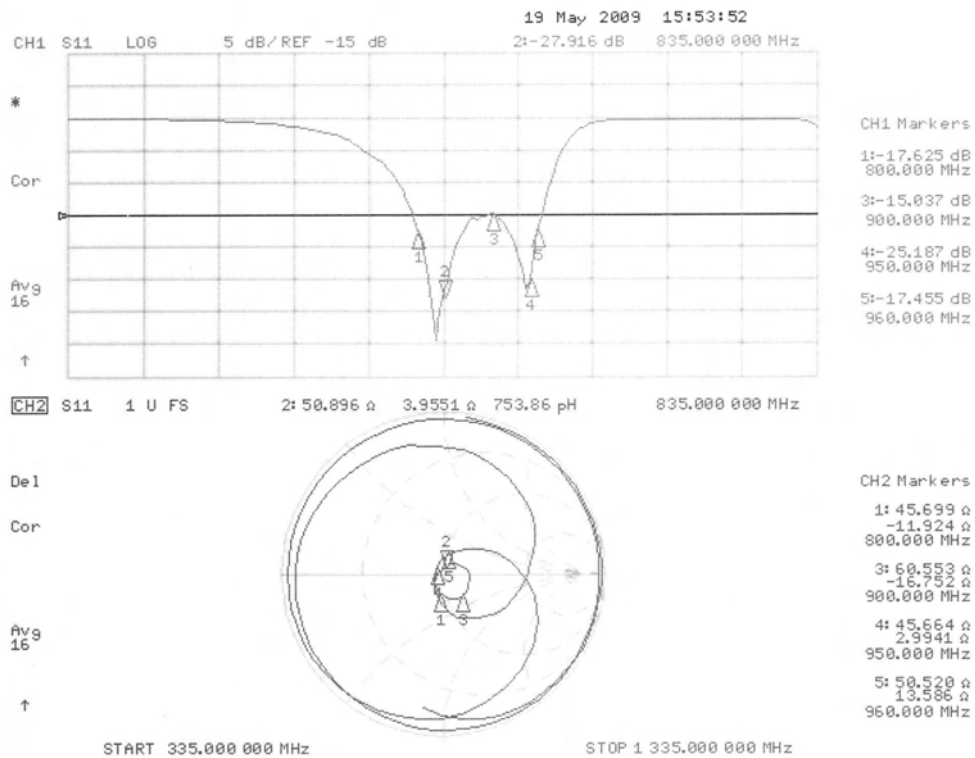 19 May 2009 15:53:52
CH1 S11 LOG 5 dB/REF -15 dB 2:-27.916 dB 835.000 000 MHz
*
Cor
Avg
16
↑
1
2
3
4
5
CH1 Markers
1:-17.625 dB
800.000 MHz
3:-15.037 dB
900.000 MHz
4:-25.187 dB
950.000 MHz
5:-17.455 dB
960.000 MHz
CH2 S11 1 U FS 2: 50.896 Ω 3.9551 Ω 753.86 pH 835.000 000 MHz
Del
Cor
Avg
16
↑
2
5
1
3
CH2 Markers
1: 45.699 Ω
-11.924 Ω
800.000 MHz
3: 60.553 Ω
-16.752 Ω
900.000 MHz
4: 45.664 Ω
2.9941 Ω
950.000 MHz
5: 50.520 Ω
13.586 Ω
960.000 MHz
START 335.000 000 MHz STOP 1 335.000 000 MHz